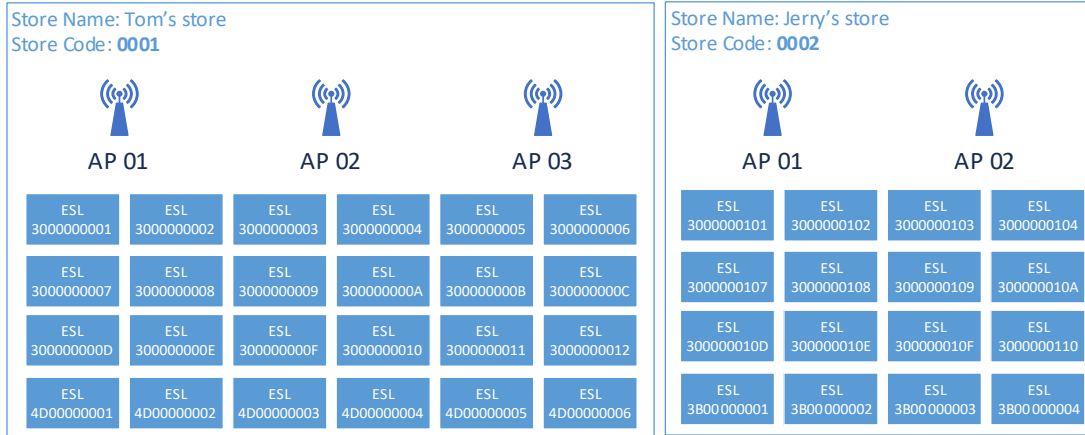 Store Name: Tom's store
Store Code: 0001
AP 01
AP 02
AP 03
ESL
3000000001
ESL
3000000002
ESL
3000000003
ESL
3000000004
ESL
3000000005
ESL
3000000006
ESL
3000000007
ESL
3000000008
ESL
3000000009
ESL
300000000A
ESL
300000000B
ESL
300000000C
ESL
300000000D
ESL
300000000E
ESL
300000000F
ESL
3000000010
ESL
3000000011
ESL
3000000012
ESL
4D00000001
ESL
4D00000002
ESL
4D00000003
ESL
4D00000004
ESL
4D00000005
ESL
4D00000006
Store Name: Jerry's store
Store Code: 0002
AP 01
AP 02
ESL
3000000101
ESL
3000000102
ESL
3000000103
ESL
3000000104
ESL
3000000107
ESL
3000000108
ESL
3000000109
ESL
300000010A
ESL
300000010D
ESL
300000010E
ESL
300000010F
ESL
3000000110
ESL
3B00000001
ESL
3B00000002
ESL
3B00000003
ESL
3B00000004